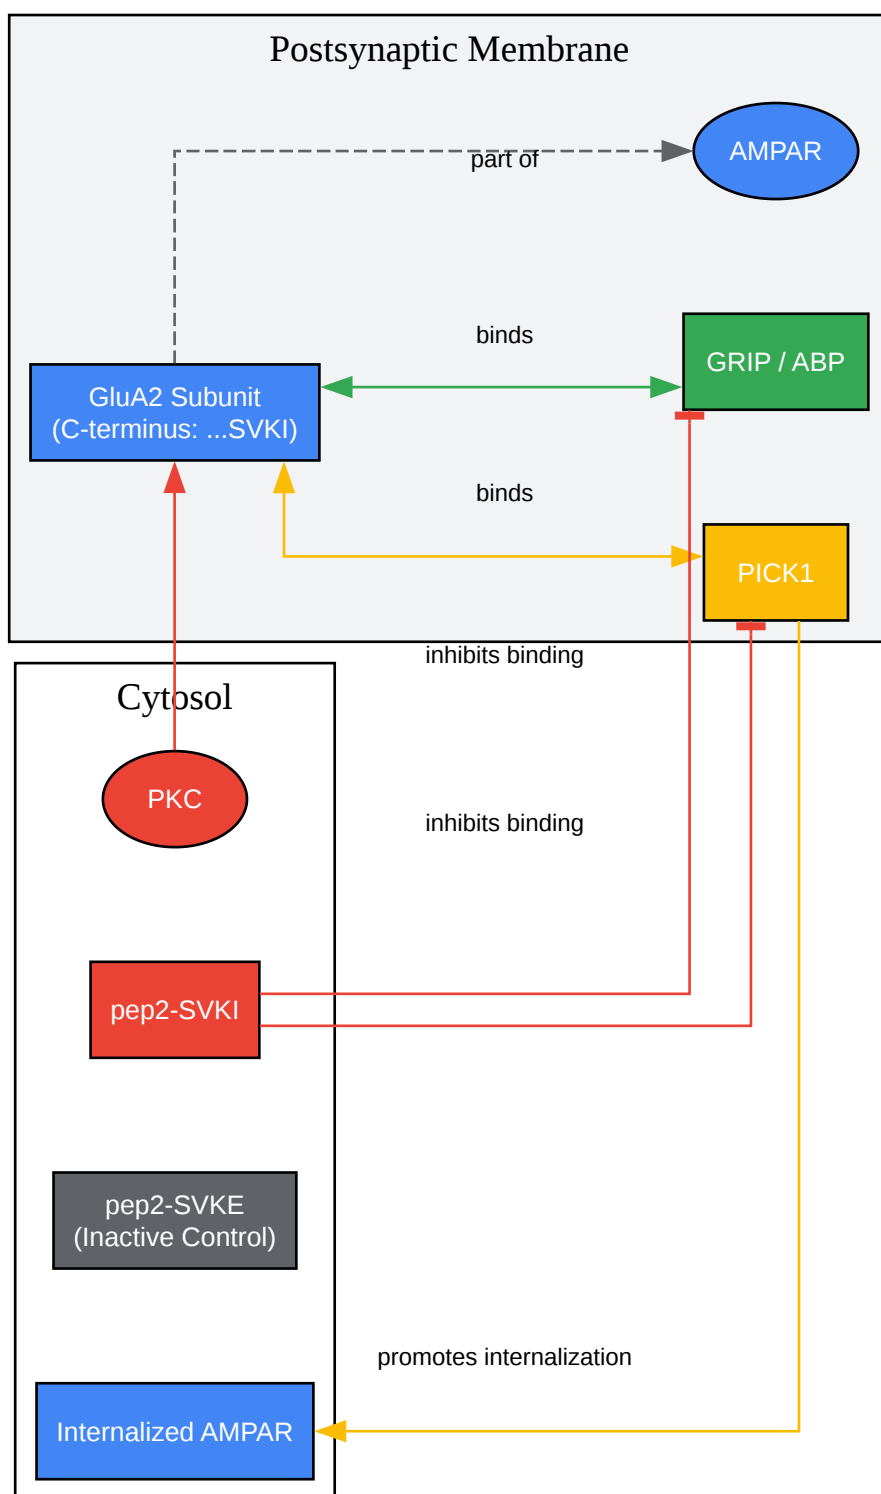 Postsynaptic Membrane
AMPAR
part of
binds
GRIP / ABP
GluA2 Subunit
(C-terminus: ...SVKI)
binds
PICK1
inhibits binding
Cytosol
PKC
inhibits binding
pep2-SVKI
pep2-SVKE
(Inactive Control)
promotes internalization
Internalized AMPAR